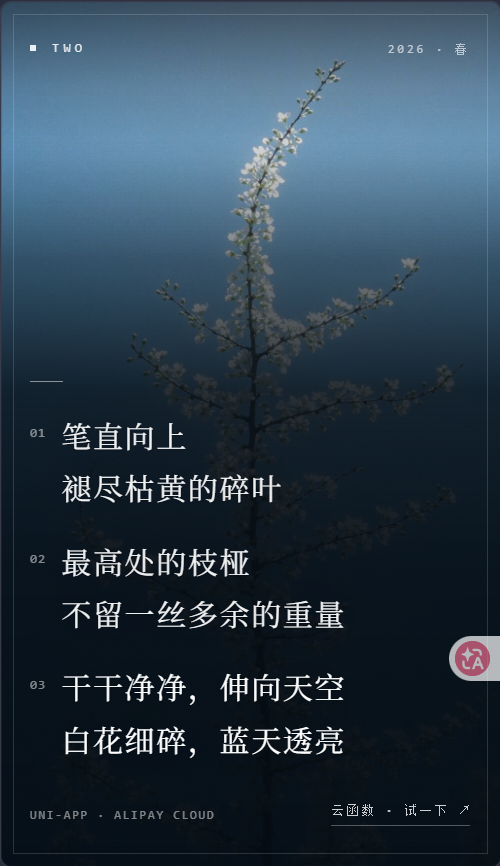 TWO
2026 · 春
01
笔直向上
褪尽枯黄的碎叶
02
最高处的枝桠
不留一丝多余的重量
03
干干净净，伸向天空
白花细碎，蓝天透亮
UNI-APP · ALIPAY CLOUD
云函数 · 试一下 ↗